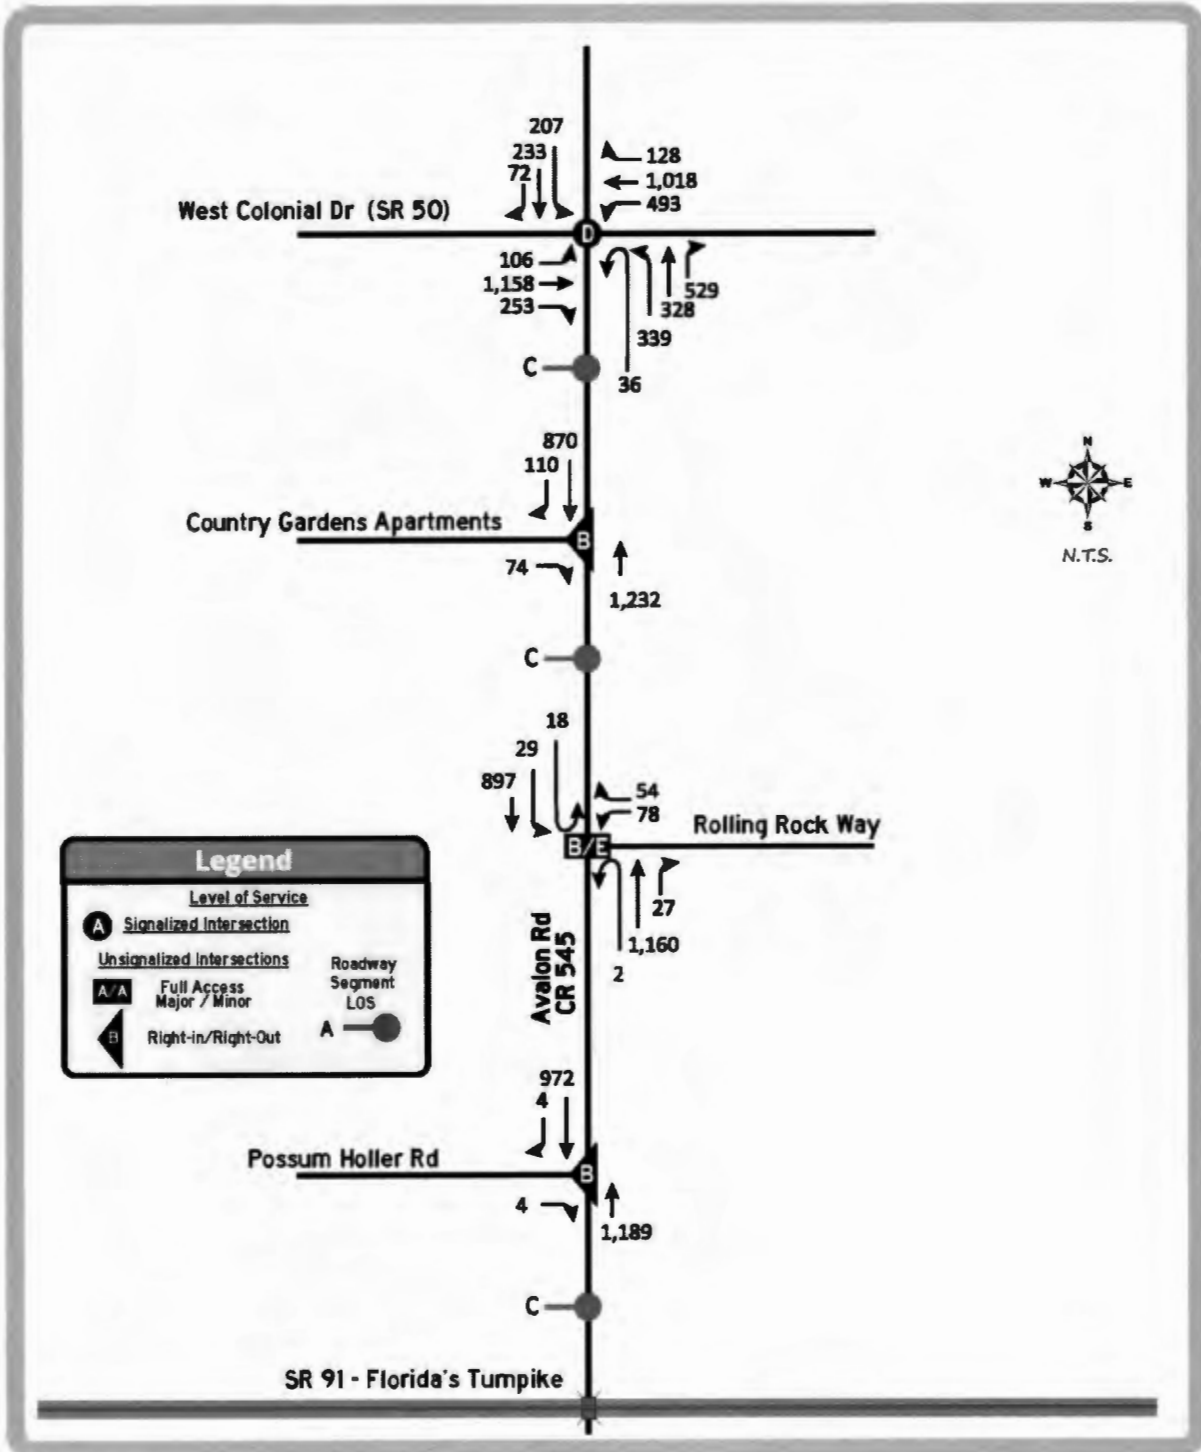 207
233
72
128
1,018
493
West Colonial Dr (SR 50)
D
106
1,158
253
529
328
339
36
C
870
110
N
W E
S
N.T.S.
Country Gardens Apartments
B
74
1,232
C
18
29
897
54
78
Rolling Rock Way
B/E
27
1,160
2
Avalon Rd
CR 545
Legend
Level of Service
A Signalized Intersection
Unsignalized Intersections
A/A Full Access
Major / Minor
B Right-in/Right-Out
Roadway
Segment
LOS
A
972
4
Possum Holler Rd
B
4
1,189
C
SR 91 - Florida's Turnpike